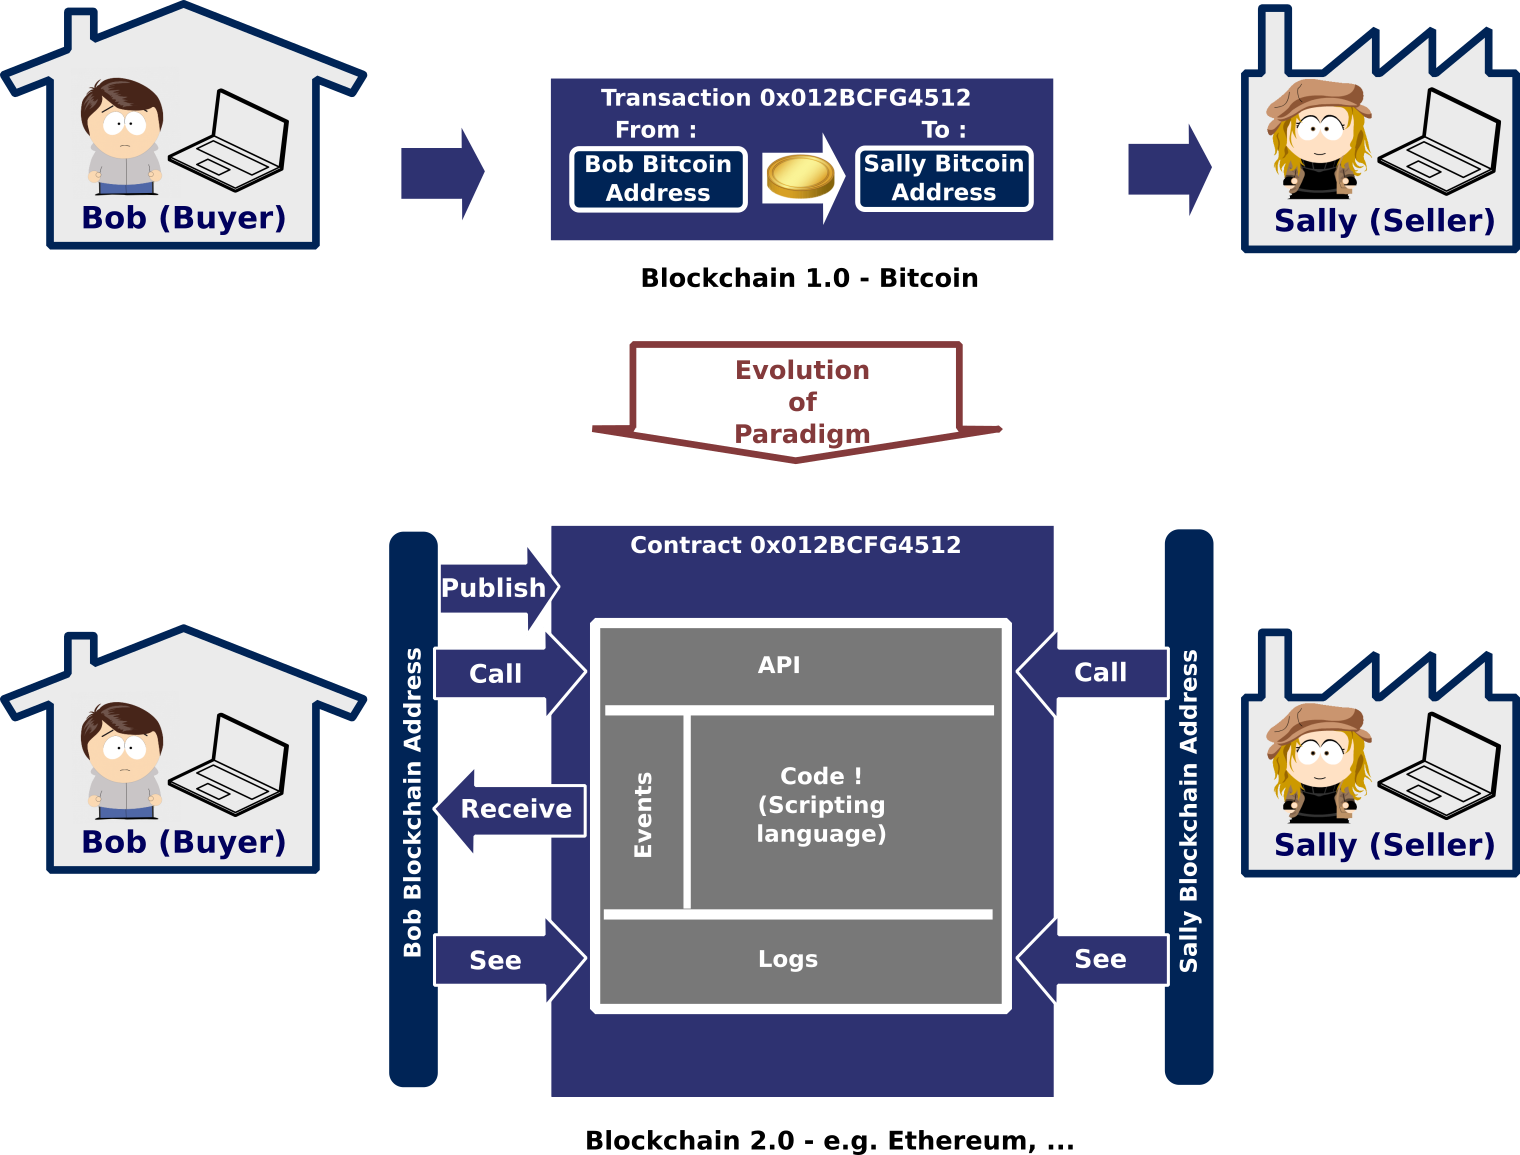 Transaction 0x012BCFG4512
From :
To :
Bob Bitcoin
Address
Sally Bitcoin
Address
Bob (Buyer)
Sally (Seller)
Blockchain 1.0 - Bitcoin
Evolution
of
Paradigm
Contract 0x012BCFG4512
Publish
Call
API
Call
Bob Blockchain Address
Sally Blockchain Address
Events
Code !
(Scripting
language)
Receive
Bob (Buyer)
Sally (Seller)
See
Logs
See
Blockchain 2.0 - e.g. Ethereum, ...